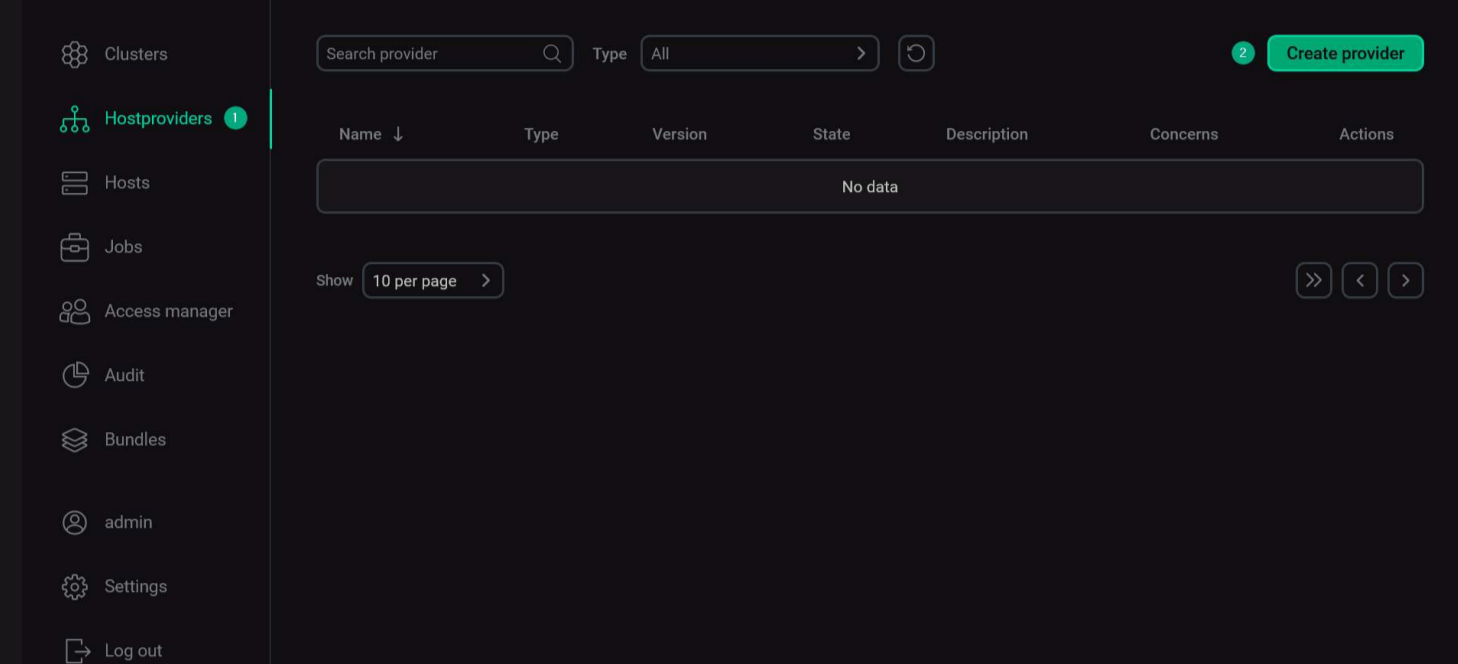 Clusters
Hostproviders 1
Hosts
Jobs
Access manager
Audit
Bundles
admin
Settings
Log out
Search provider Type All 2 Create provider
Name Type Version State Description Concerns Actions
No data
Show 10 per page